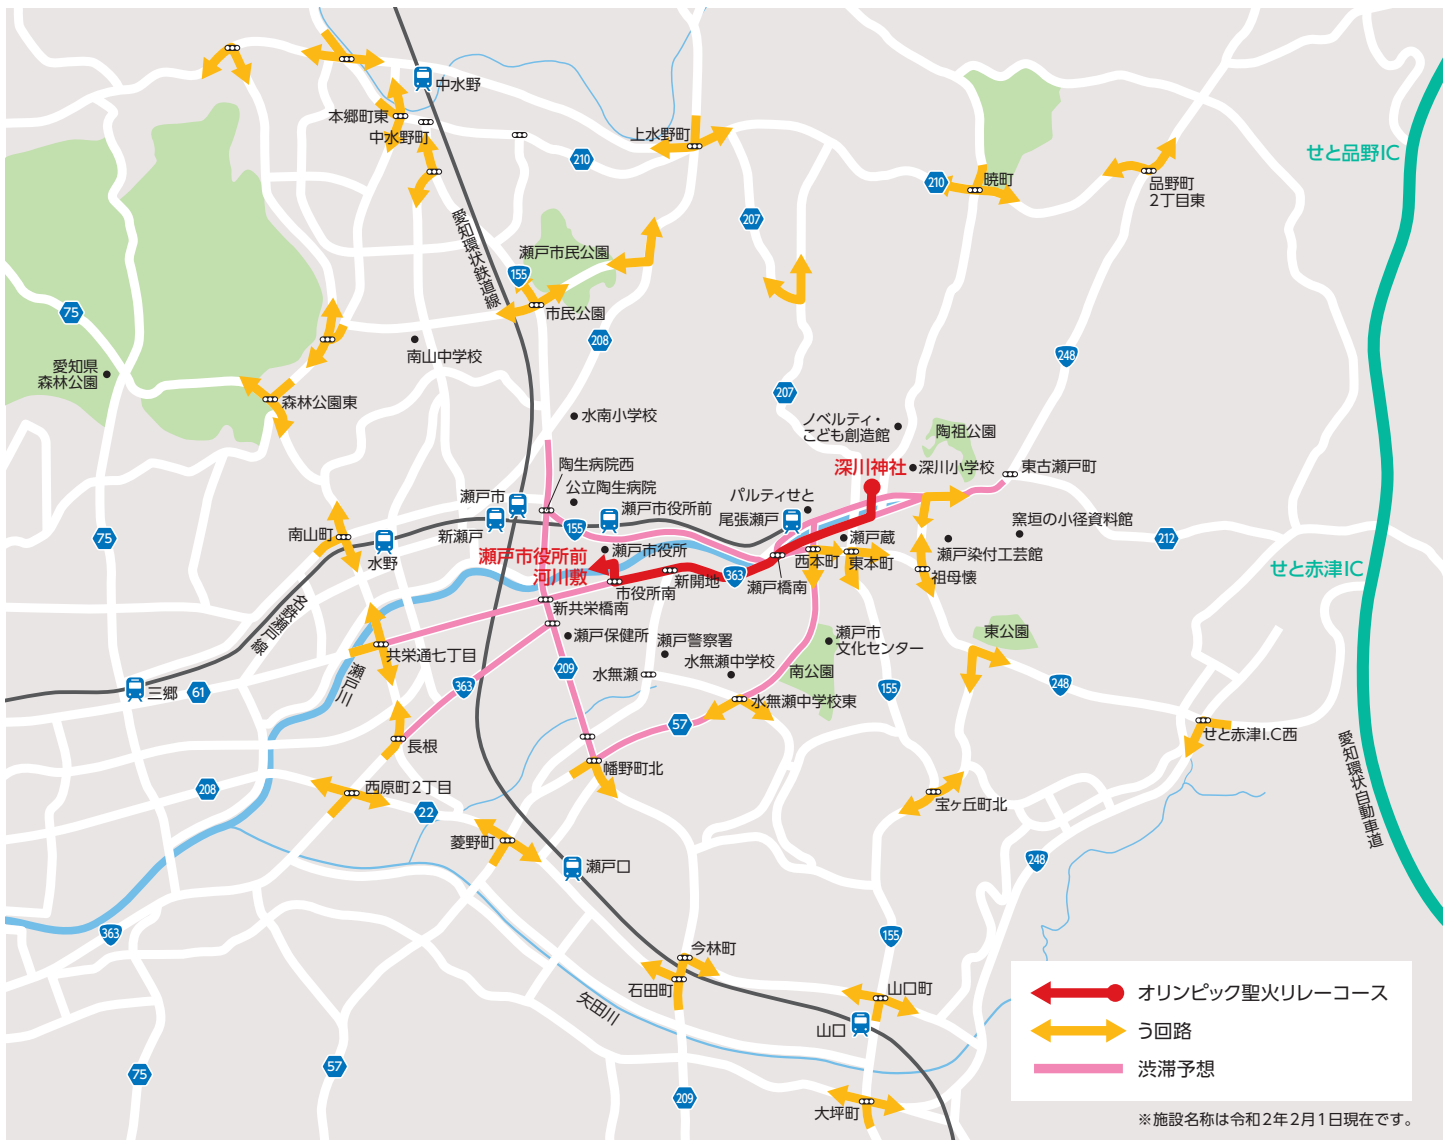 中水野
本郷町東
中水野町
上水野町
210
せと品野IC
暁町
210
品野町
2丁目東
207
愛知環状鉄道線
瀬戸市民公園
155
市民公園
75
208
南山中学校
248
愛知県
森林公園
森林公園東
207
水南小学校
ノベルティ・
こども創造館
陶祖公園
陶生病院西
深川神社
深川小学校
東古瀬戸町
公立陶生病院
瀬戸市
パルティせと
瀬戸市役所前
尾張瀬戸
窯垣の小径資料館
南山町
新瀬戸
155
75
水野
瀬戸市役所前
河川敷
瀬戸市役所
瀬戸蔵
瀬戸染付工芸館
212
西本町
東本町
祖母懐
せと赤津IC
新開地
363
瀬戸橋南
市役所南
新共栄橋南
名鉄瀬戸線
瀬戸保健所
瀬戸警察署
瀬戸市
文化センター
東公園
共栄通七丁目
水無瀬
水無瀬中学校
南公園
瀬戸川
209
363
三郷
61
155
248
水無瀬中学校東
57
せと赤津I.C西
長根
愛知環状自動車道
幡野町北
208
西原町2丁目
22
宝ヶ丘町北
菱野町
瀬戸口
248
363
155
今林町
石田町
山口町
矢田川
山口
57
75
209
大坪町
オリンピック聖火リレーコース
う回路
渋滞予想
※施設名称は令和2年2月1日現在です。